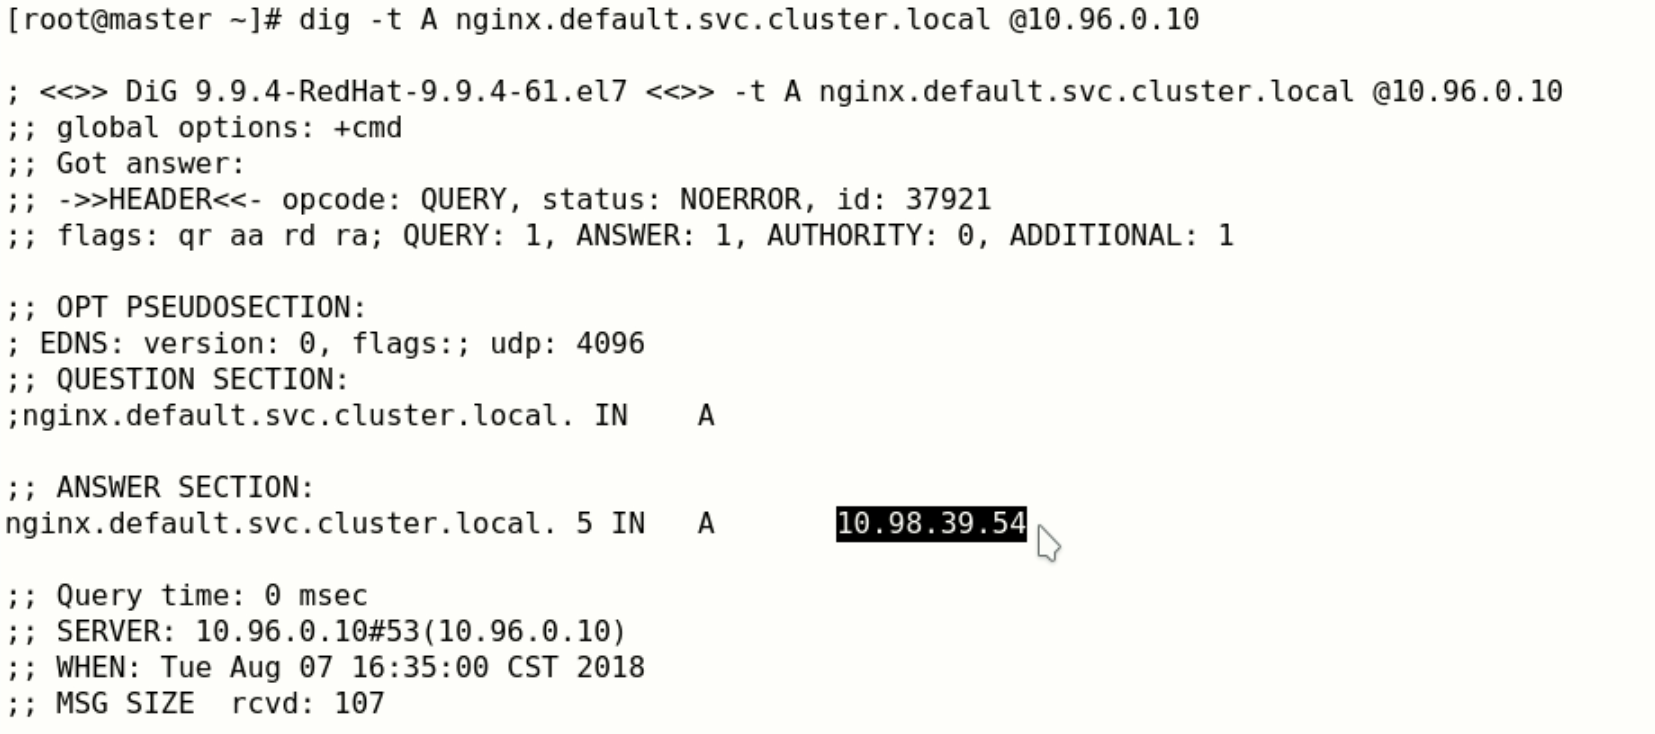 [root@master ~]# dig -t A nginx.default.svc.cluster.local @10.96.0.10
; <<>> DiG 9.9.4-RedHat-9.9.4-61.el7 <<>> -t A nginx.default.svc.cluster.local @10.96.0.10
;; global options: +cmd
;; Got answer:
;; ->>HEADER<<- opcode: QUERY, status: NOERROR, id: 37921
;; flags: qr aa rd ra; QUERY: 1, ANSWER: 1, AUTHORITY: 0, ADDITIONAL: 1
;; OPT PSEUDOSECTION:
; EDNS: version: 0, flags:; udp: 4096
;; QUESTION SECTION:
;nginx.default.svc.cluster.local. IN    A
;; ANSWER SECTION:
nginx.default.svc.cluster.local. 5 IN   A       10.98.39.54
;; Query time: 0 msec
;; SERVER: 10.96.0.10#53(10.96.0.10)
;; WHEN: Tue Aug 07 16:35:00 CST 2018
;; MSG SIZE  rcvd: 107